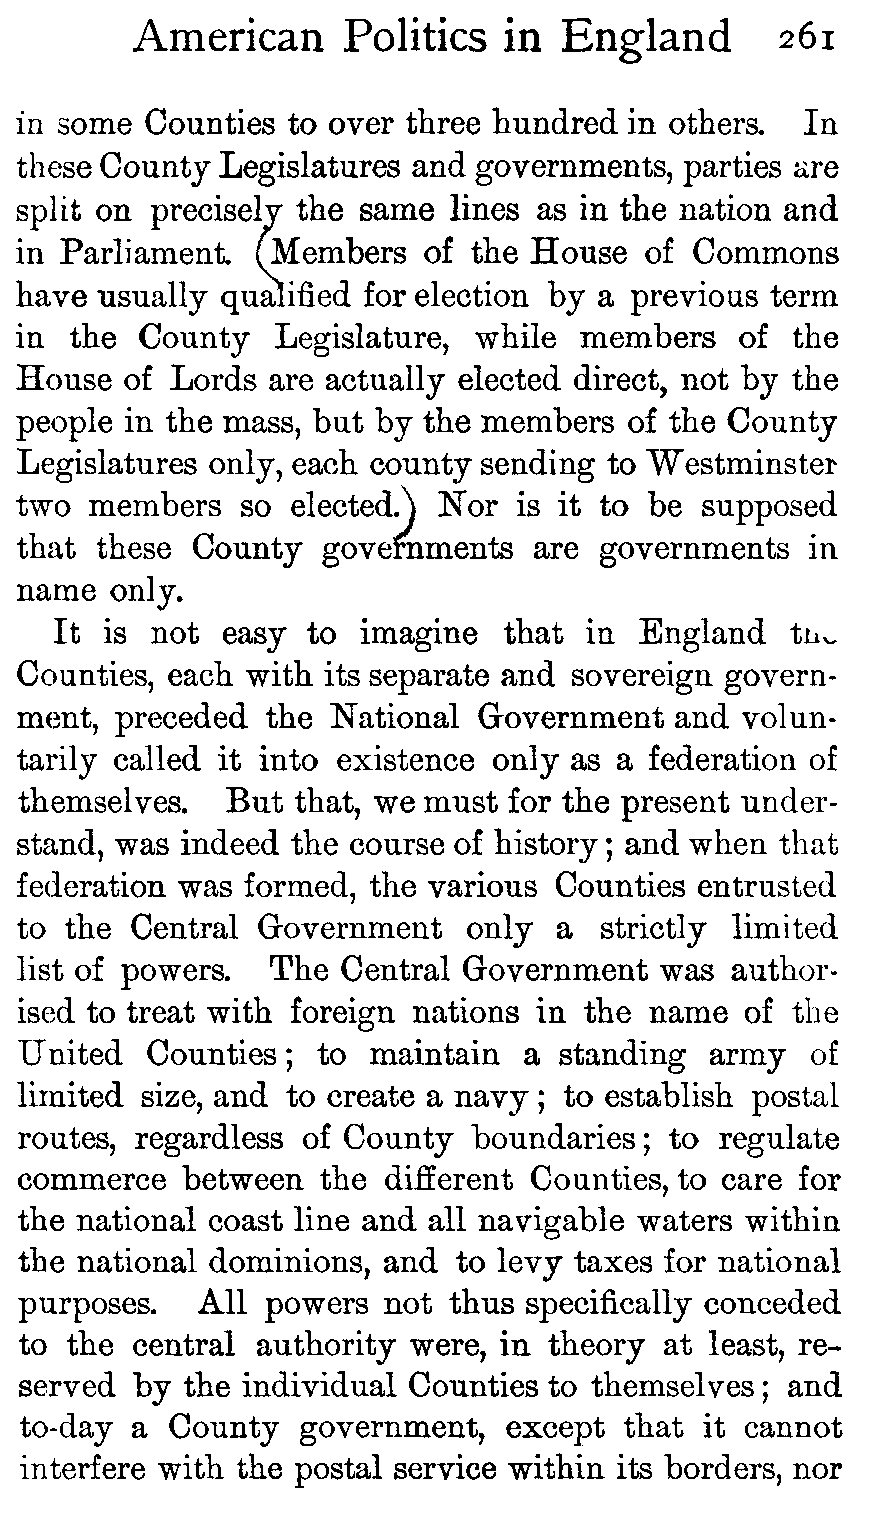 American Politics in England 261
in some Counties to over three hundred in others. In
these County Legislatures and governments, parties are
split on precisely the same lines as in the nation and
in Parliament. (Members of the House of Commons
have usually qualified for election by a previous term
in the County Legislature, while members of the
House of Lords are actually elected direct, not by the
people in the mass, but by the members of the County
Legislatures only, each county sending to Westminster
two members so elected.) Nor is it to be supposed
that these County governments are governments in
name only.
It is not easy to imagine that in England the
Counties, each with its separate and sovereign govern-
ment, preceded the National Government and volun-
tarily called it into existence only as a federation of
themselves. But that, we must for the present under-
stand, was indeed the course of history; and when that
federation was formed, the various Counties entrusted
to the Central Government only a strictly limited
list of powers. The Central Government was author-
ised to treat with foreign nations in the name of the
United Counties; to maintain a standing army of
limited size, and to create a navy; to establish postal
routes, regardless of County boundaries; to regulate
commerce between the different Counties, to care for
the national coast line and all navigable waters within
the national dominions, and to levy taxes for national
purposes. All powers not thus specifically conceded
to the central authority were, in theory at least, re-
served by the individual Counties to themselves; and
to-day a County government, except that it cannot
interfere with the postal service within its borders, nor